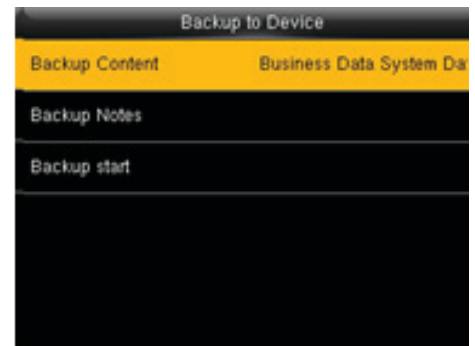 Backup to Device
Backup Content Business Data System Da
Backup Notes
Backup start